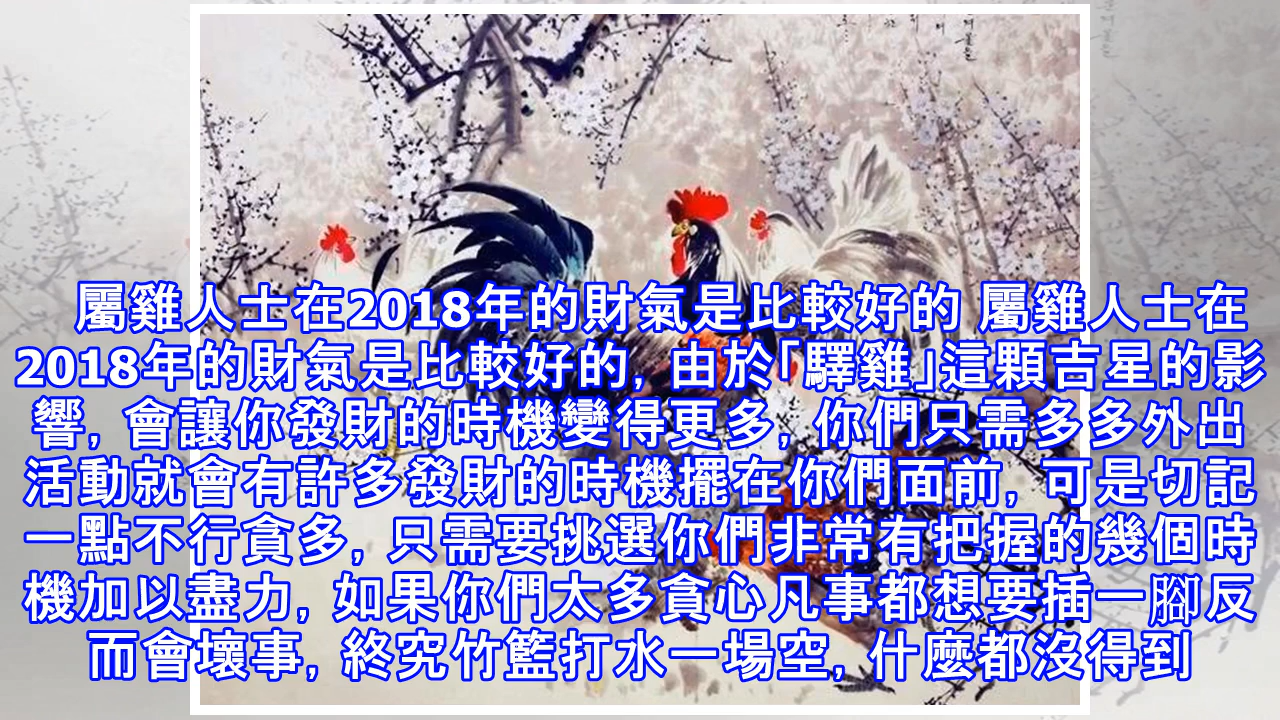 屬雞人士在2018年的財氣是比較好的 屬雞人士在
2018年的財氣是比較好的, 由於「驛雞」這顆吉星的影
響, 會讓你發財的時機變得更多, 你們只需多多外出
活動就會有許多發財的時機擺在你們面前, 可是切記
一點不行貪多, 只需要挑選你們非常有把握的幾個時
機加以盡力, 如果你們太多貪心凡事都想要插一腳反
而會壞事, 終究竹籃打水一場空, 什麼都沒得到